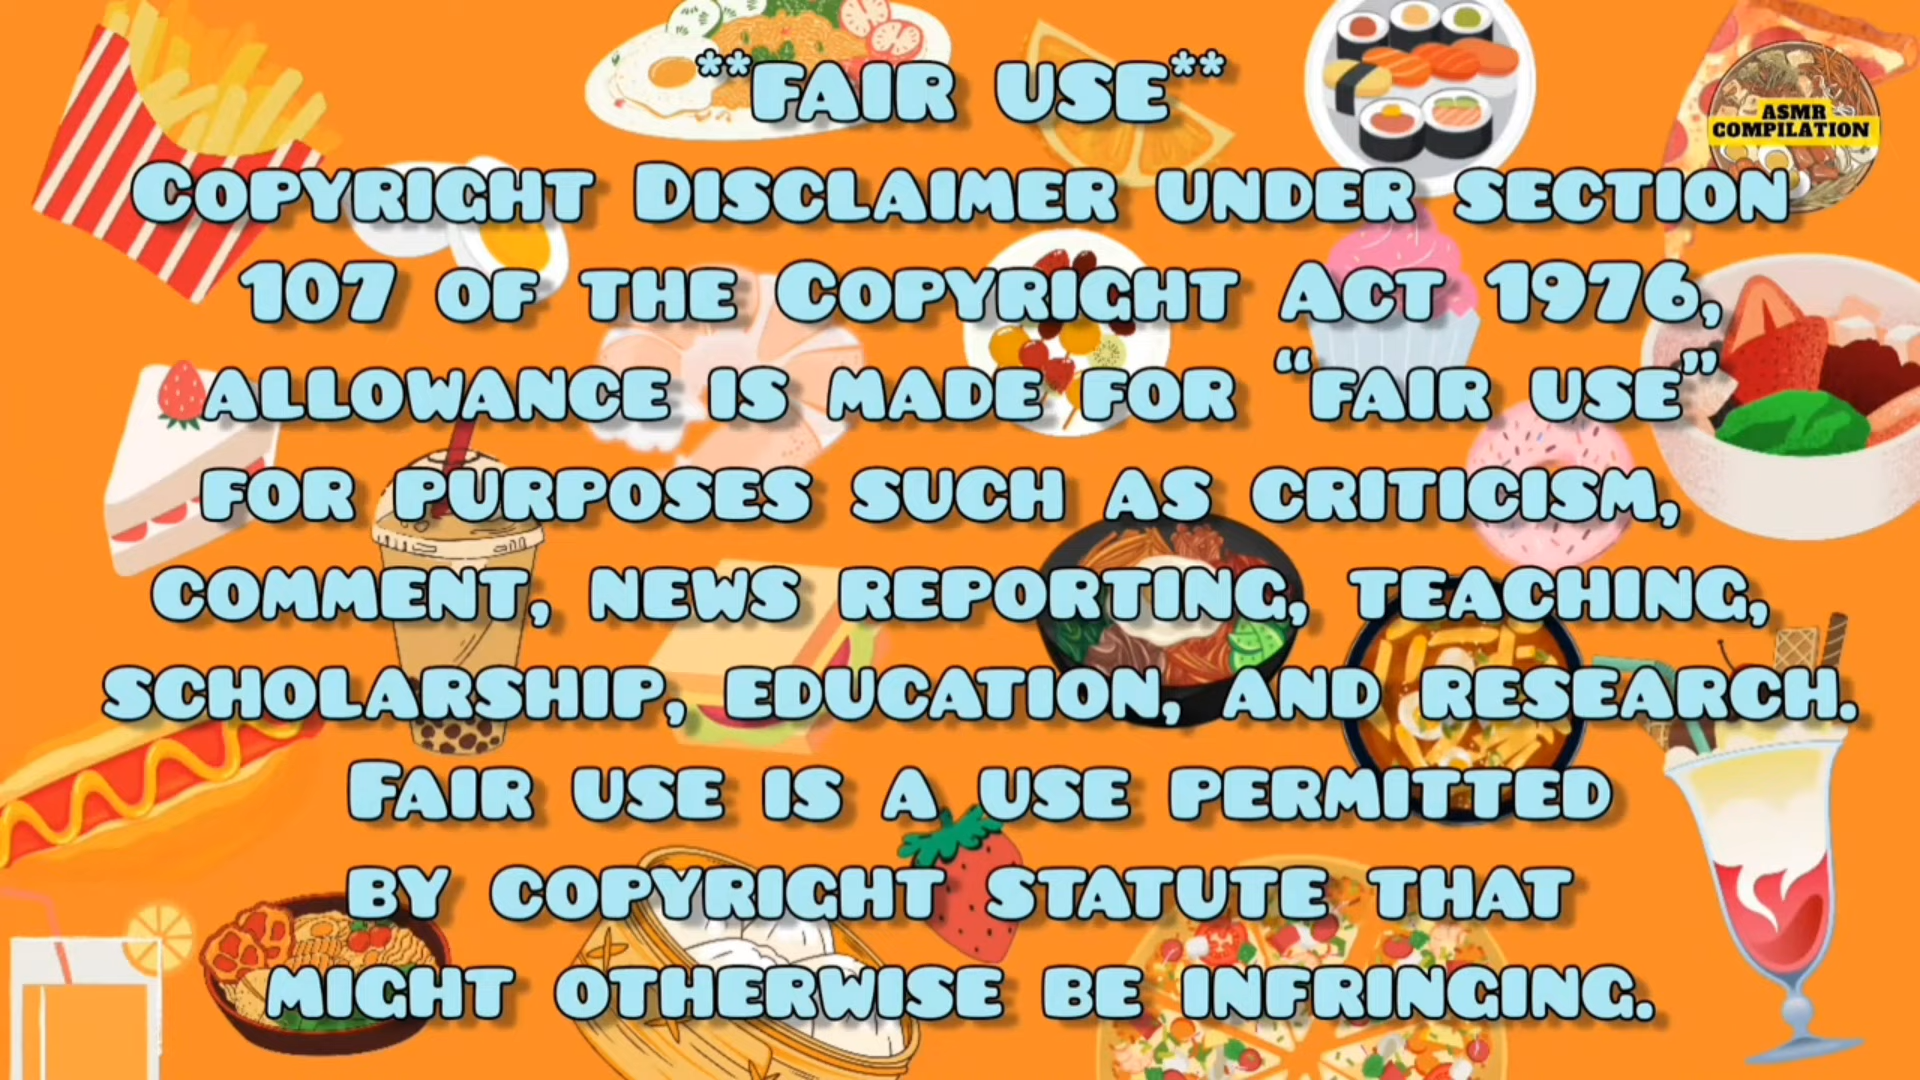 **Fair use**
Copyright Disclaimer under section
107 of the Copyright Act 1976,
allowance is made for “fair use”
for purposes such as criticism,
comment, news reporting, teaching,
scholarship, education, and research.
Fair use is a use permitted
by copyright statute that
might otherwise be infringing.
ASMR
COMPILATION